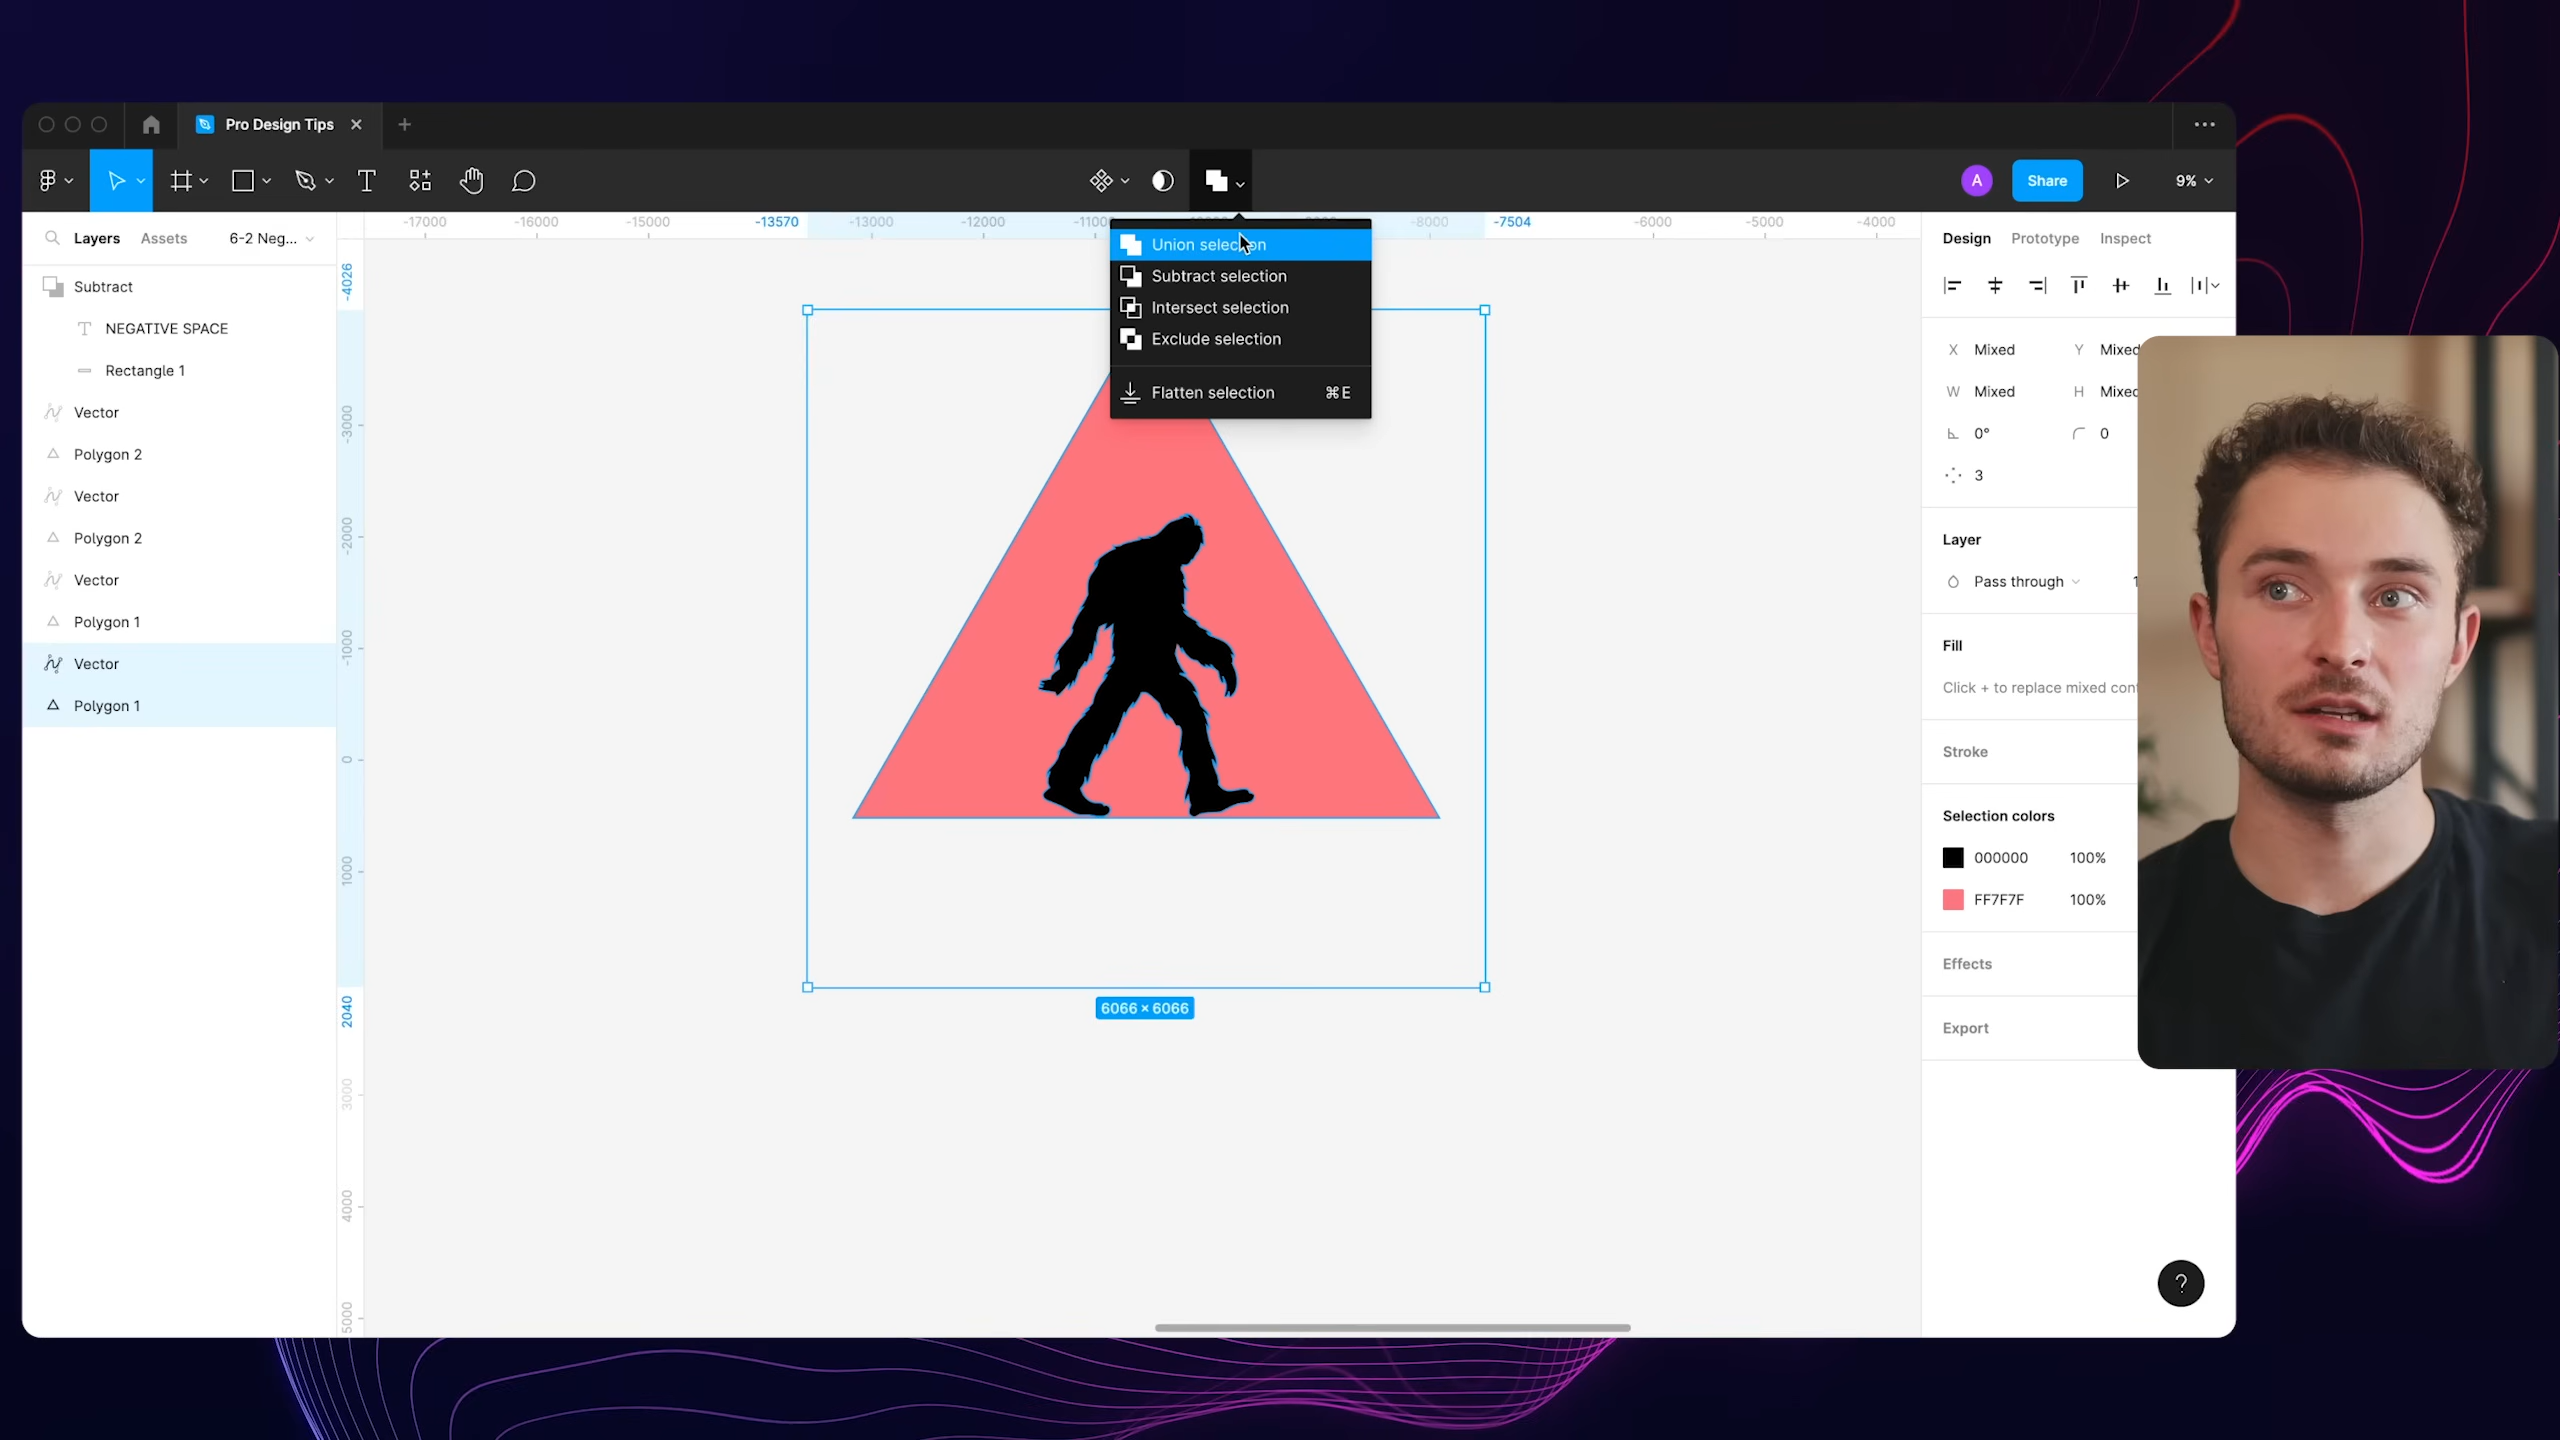 Pro Design Tips
A
Share
9%
Layers
Assets
6-2 Neg...
-17000
-16000
-15000
-13570
-13000
-12000
-8000
-7504
-6000
-5000
-4000
Design
Prototype
Inspect
Union selection
Subtract selection
Intersect selection
Exclude selection
Flatten selection ⌘E
Subtract
NEGATIVE SPACE
Rectangle 1
Vector
Polygon 2
Vector
Polygon 2
Vector
Polygon 1
Vector
Polygon 1
-4026
-3000
-2000
-1000
0
1000
2040
3000
4000
5000
6066 × 6066
X Mixed
Y Mixed
W Mixed
H Mixed
0°
0
3
Layer
Pass through
Fill
Click + to replace mixed
Stroke
Selection colors
000000 100%
FF7F7F 100%
Effects
Export
?